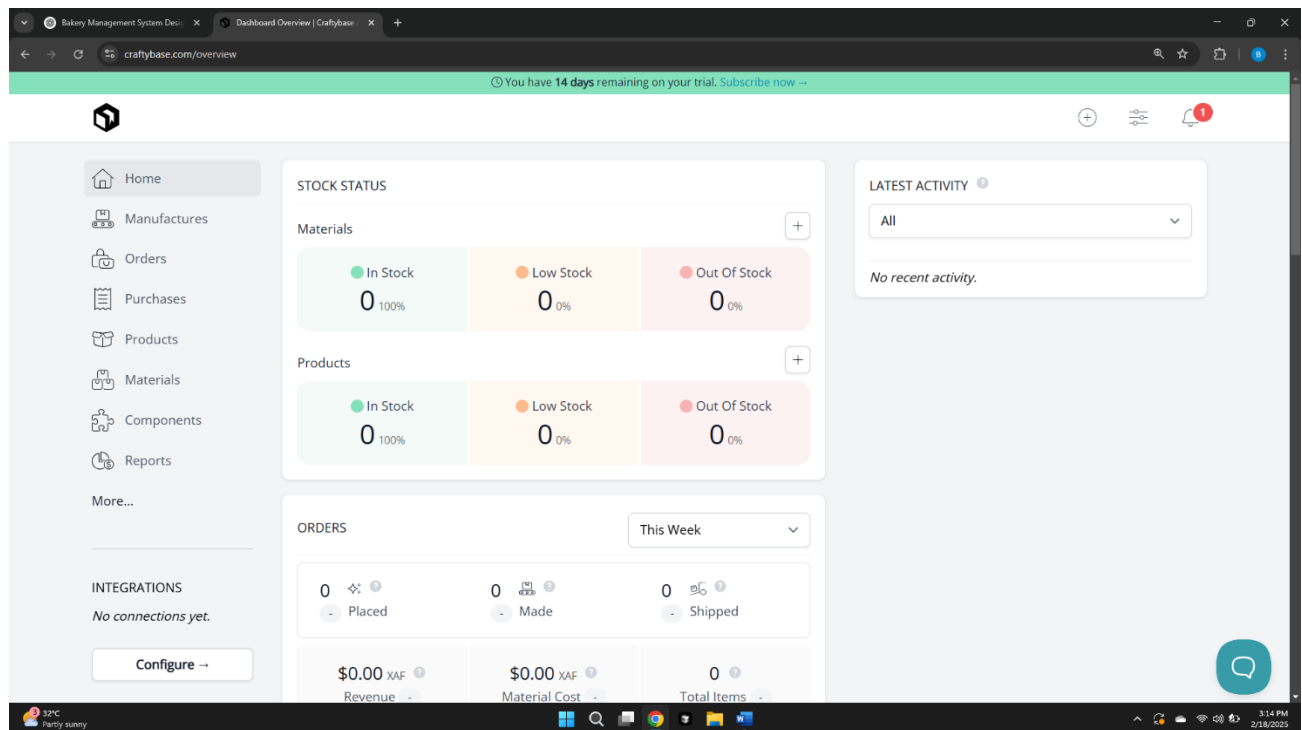 Bakery Management System Desig
Dashboard Overview | Craftybase
craftybase.com/overview
B
You have 14 days remaining on your trial. Subscribe now →
1
Home
Manufactures
Orders
Purchases
Products
Materials
Components
Reports
More...
INTEGRATIONS
No connections yet.
Configure →
STOCK STATUS
Materials
In Stock Low Stock Out Of Stock
0 100% 0 0% 0 0%
Products
In Stock Low Stock Out Of Stock
0 100% 0 0% 0 0%
ORDERS
This Week
0 0 0
- Placed - Made - Shipped
$0.00 XAF $0.00 XAF 0
Revenue - Material Cost - Total Items -
LATEST ACTIVITY
All
No recent activity.
3
32°C
Partly sunny
3:14 PM
2/18/2025